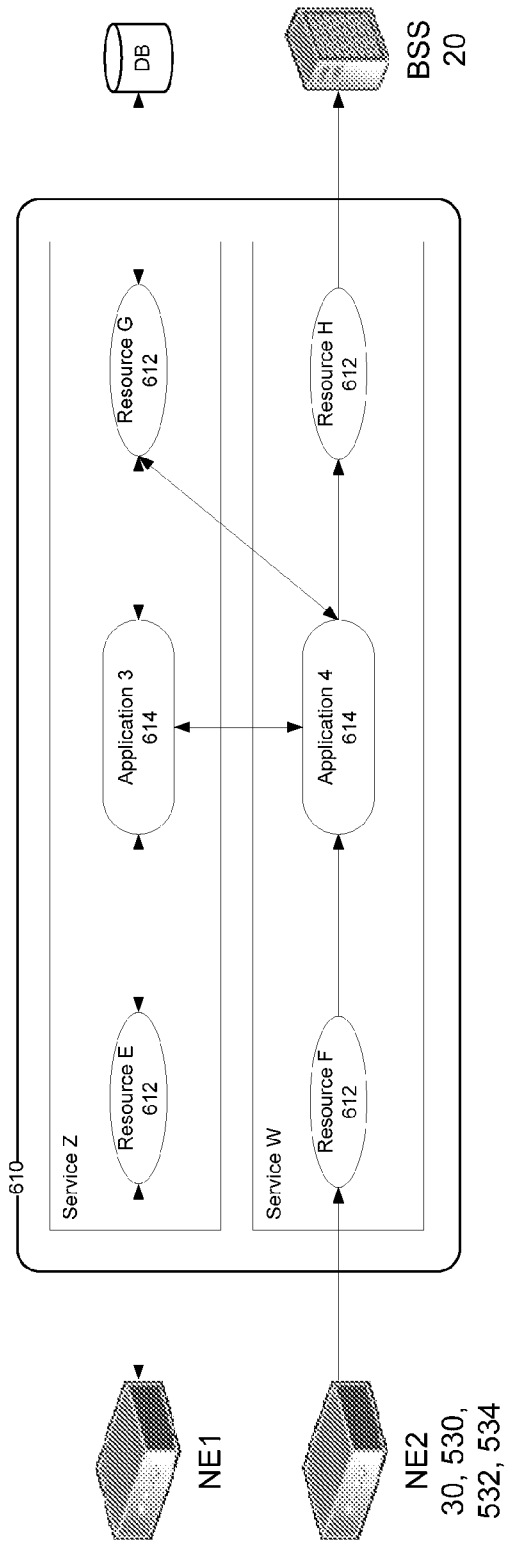 610
Service Z
Resource E
612
Application 3
614
Resource G
612
DB
NE1
Service W
Resource F
612
Application 4
614
Resource H
612
BSS
20
NE2
30, 530,
532, 534